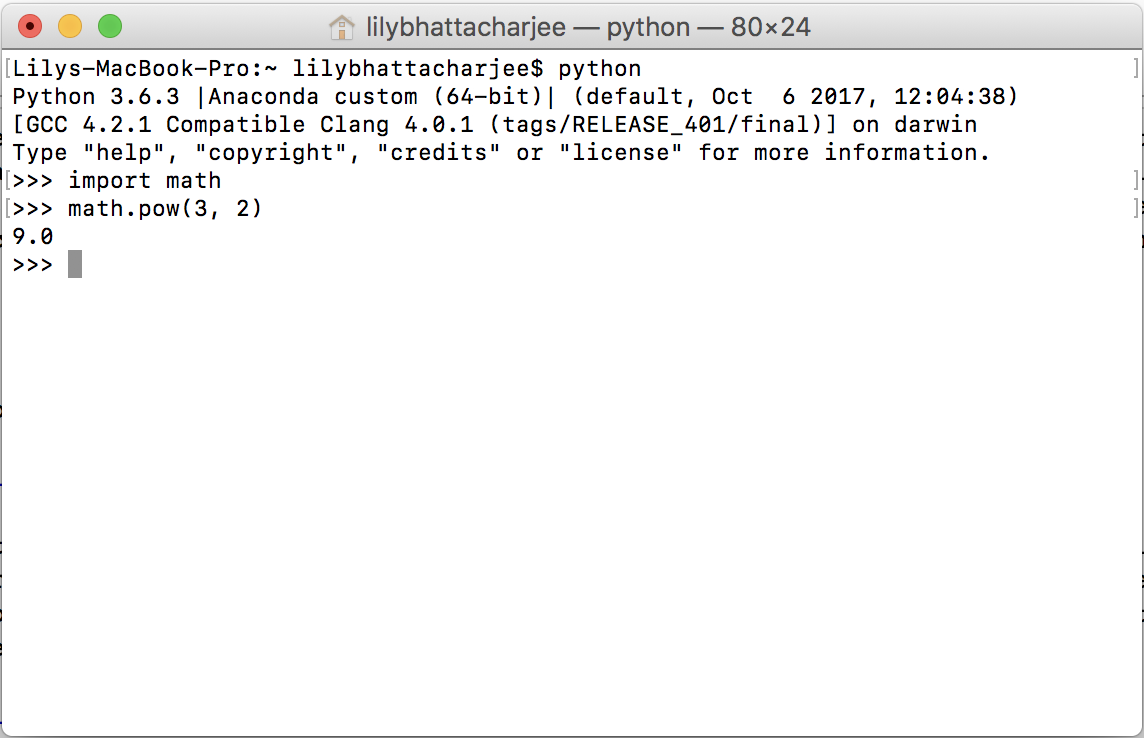 lilybhattacharjee — python — 80×24
[Lilys-MacBook-Pro:~ lilybhattacharjee$ python ]
Python 3.6.3 |Anaconda custom (64-bit)| (default, Oct  6 2017, 12:04:38)
[GCC 4.2.1 Compatible Clang 4.0.1 (tags/RELEASE_401/final)] on darwin
Type "help", "copyright", "credits" or "license" for more information.
[>>> import math ]
[>>> math.pow(3, 2) ]
9.0
>>>